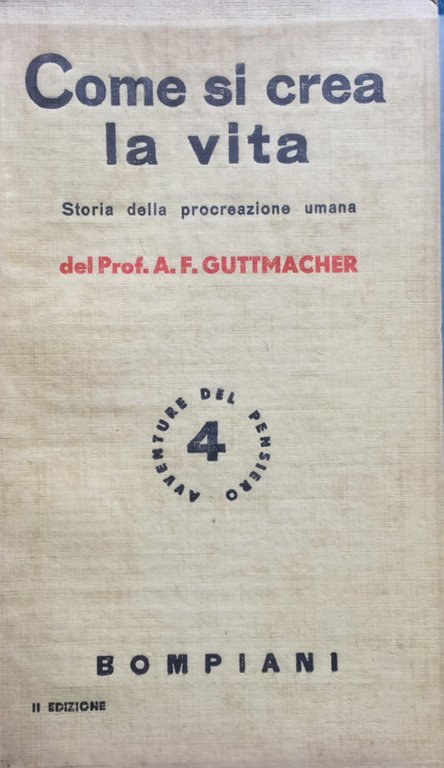 Come si crea
la vita
Storia della procreazione umana
del Prof. A. F. GUTTMACHER
AVVENTURE DEL PENSIERO
4
BOMPIANI
II EDIZIONE